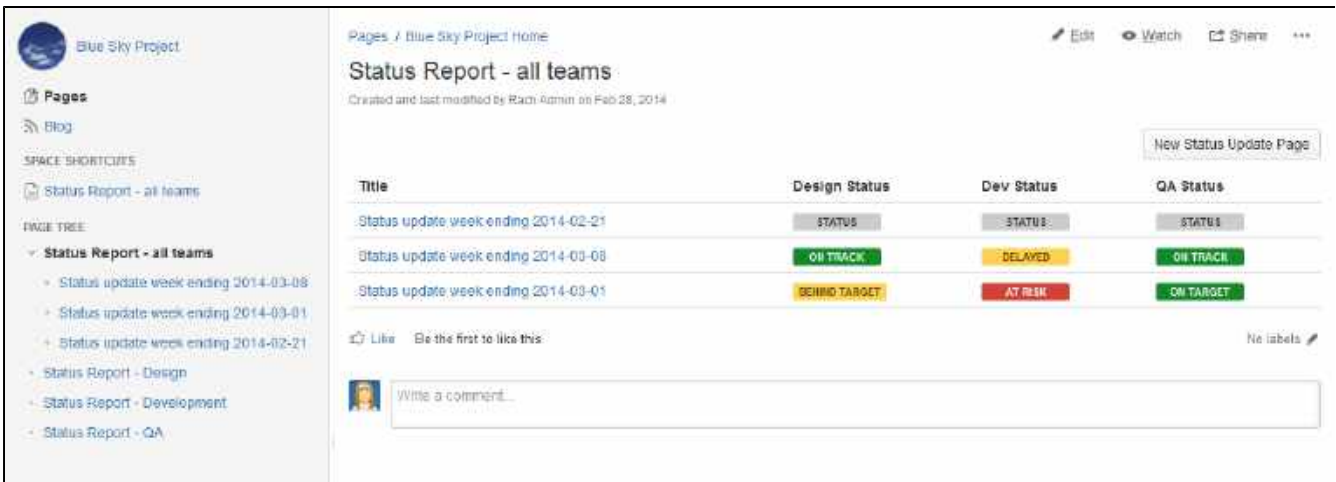 Blue Sky Project
Pages
Blog
SPACE SHORTCUTS
Status Report - all teams
PAGE TREE
Status Report - all teams
Status update week ending 2014-03-08
Status update week ending 2014-03-01
Status update week ending 2014-02-21
Status Report - Design
Status Report - Development
Status Report - QA
Pages / Blue Sky Project Home
Edit Watch Share ...
Status Report - all teams
Created and last modified by Rach Admin on Feb 28, 2014
New Status Update Page
Title Design Status Dev Status QA Status
Status update week ending 2014-02-21 STATUS STATUS STATUS
Status update week ending 2014-03-08 ON TRACK DELAYED ON TRACK
Status update week ending 2014-03-01 BEHIND TARGET AT RISK ON TARGET
Like Be the first to like this No labels
Write a comment...